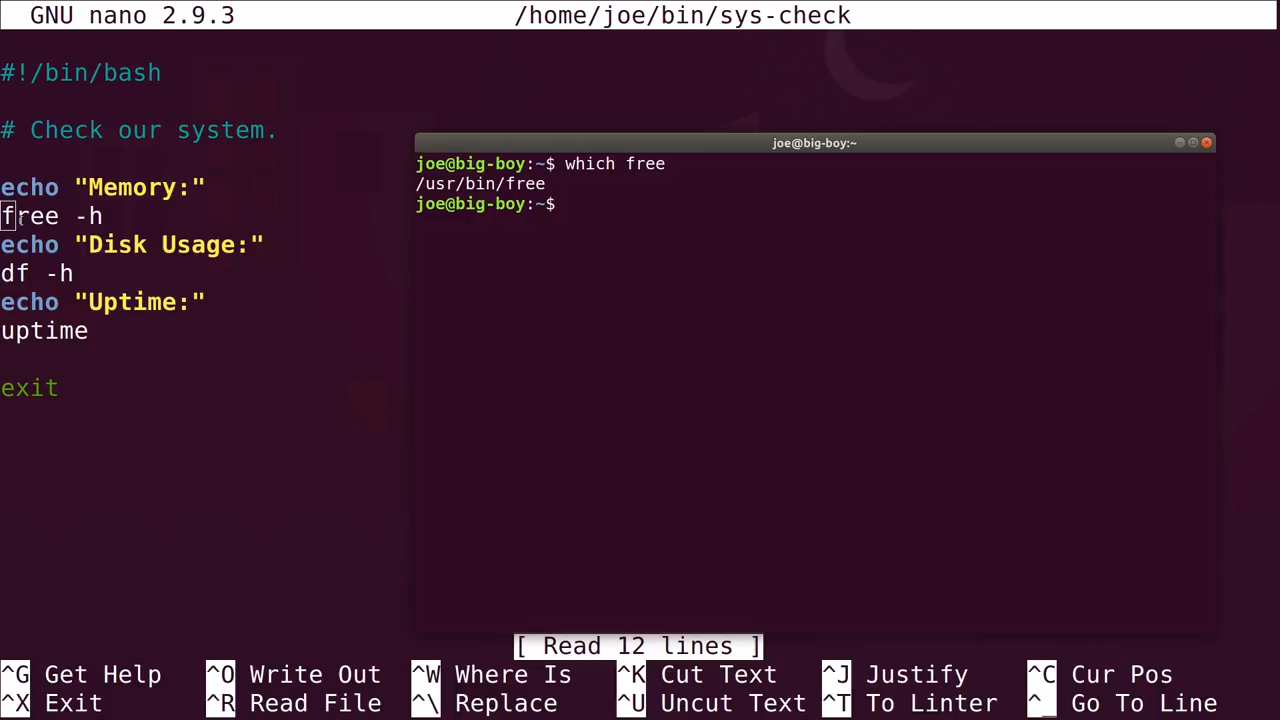 GNU nano 2.9.3 /home/joe/bin/sys-check
#!/bin/bash
# Check our system.
echo "Memory:"
free -h
echo "Disk Usage:"
df -h
echo "Uptime:"
uptime
exit
joe@big-boy:~
joe@big-boy:~$ which free
/usr/bin/free
joe@big-boy:~$
[ Read 12 lines ]
^G Get Help ^O Write Out ^W Where Is ^K Cut Text ^J Justify ^C Cur Pos
^X Exit ^R Read File ^\ Replace ^U Uncut Text ^T To Linter ^_ Go To Line